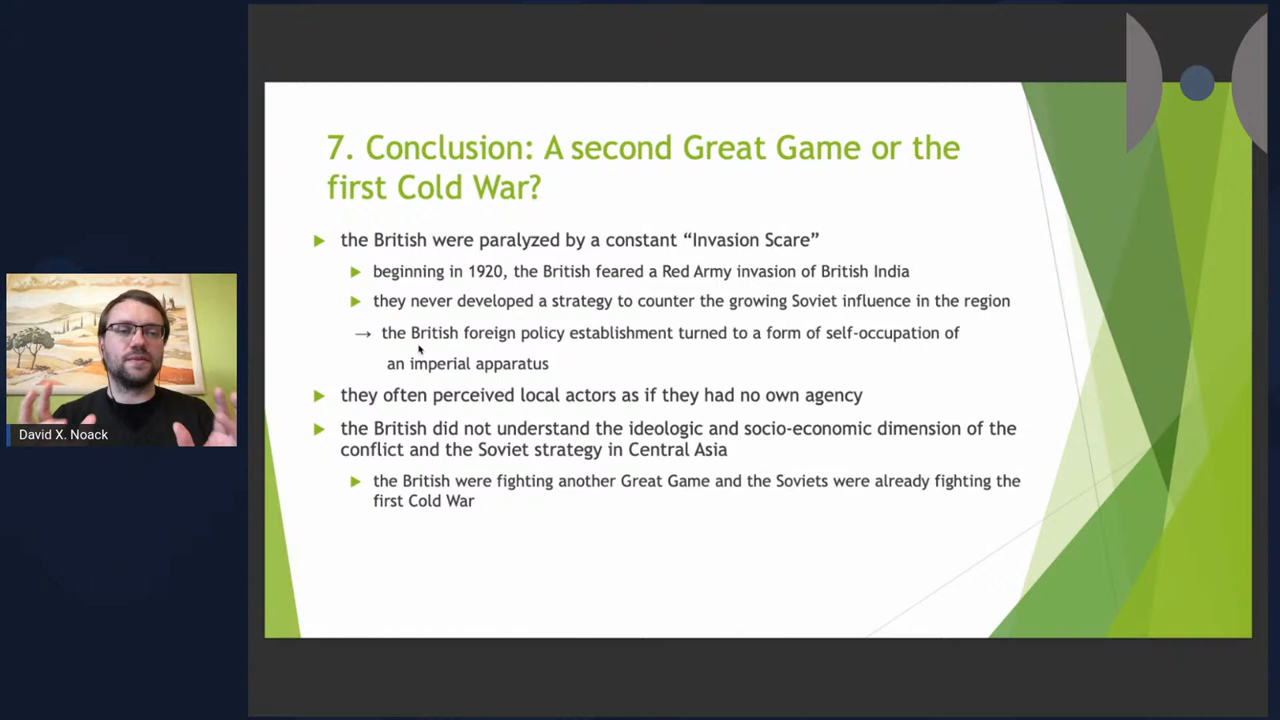 7. Conclusion: A second Great Game or the
first Cold War?
the British were paralyzed by a constant “Invasion Scare”
beginning in 1920, the British feared a Red Army invasion of British India
they never developed a strategy to counter the growing Soviet influence in the region
→ the British foreign policy establishment turned to a form of self-occupation of
an imperial apparatus
they often perceived local actors as if they had no own agency
the British did not understand the ideologic and socio-economic dimension of the
conflict and the Soviet strategy in Central Asia
the British were fighting another Great Game and the Soviets were already fighting the
first Cold War
David X. Noack